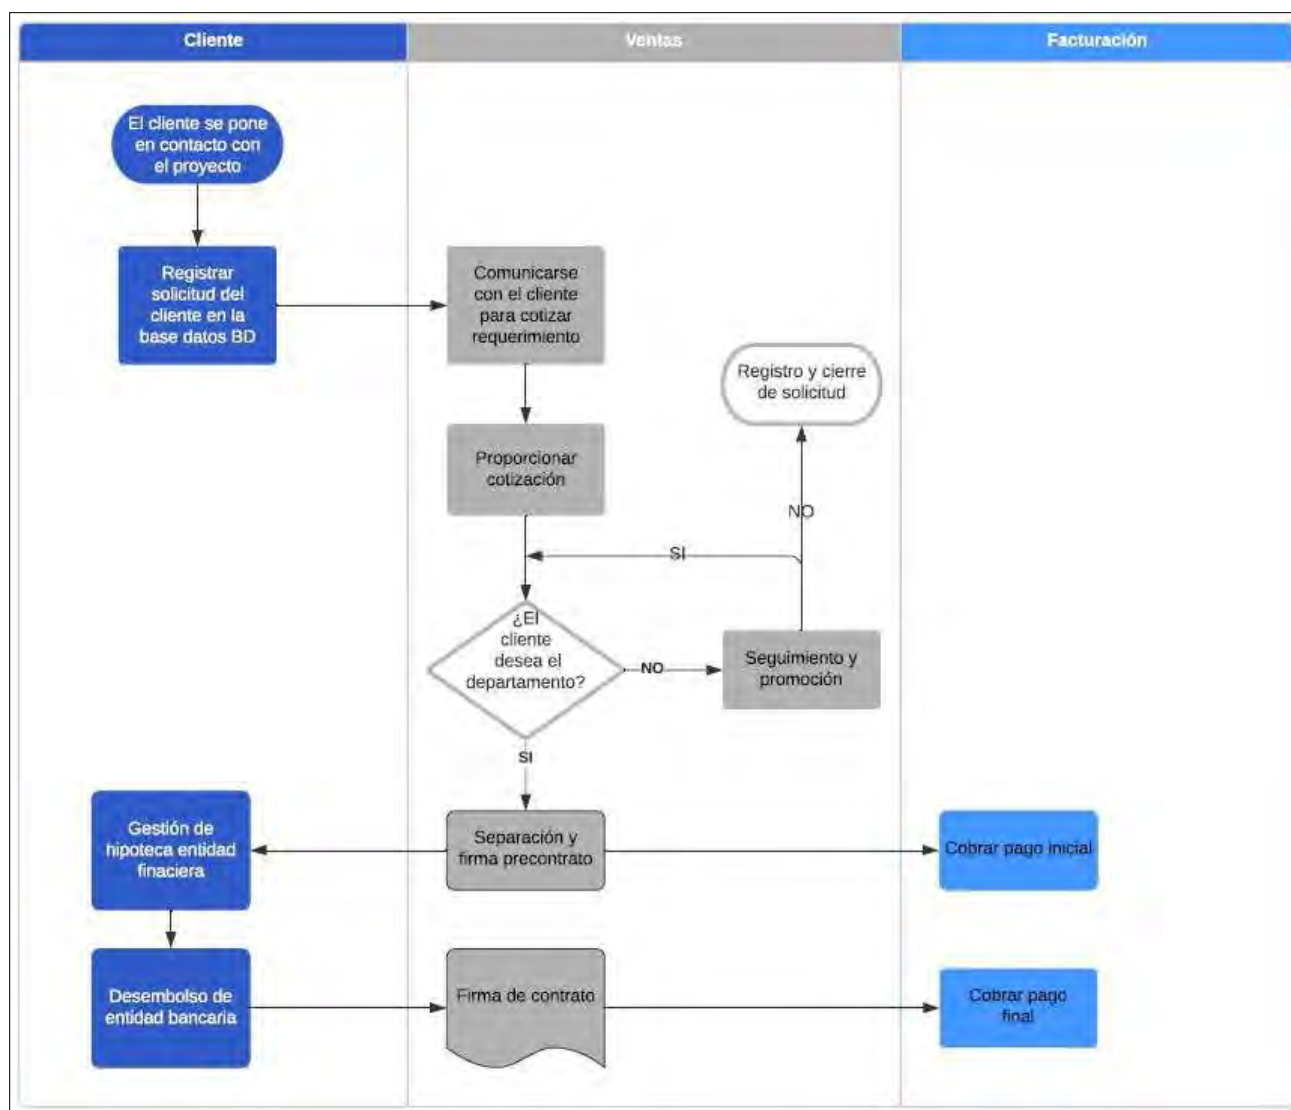 Cliente
Ventas
Facturación
El cliente se pone
en contacto con
el proyecto
Registrar
solicitud del
cliente en la
base datos BD
Comunicarse
con el cliente
para cotizar
requerimiento
Registro y cierre
de solicitud
Proporcionar
cotización
NO
SI
¿El
cliente
desea el
departamento?
NO
Seguimiento y
promoción
SI
Gestión de
hipoteca entidad
finaciera
Separación y
firma precontrato
Cobrar pago inicial
Desembolso de
entidad bancaria
Firma de contrato
Cobrar pago
final